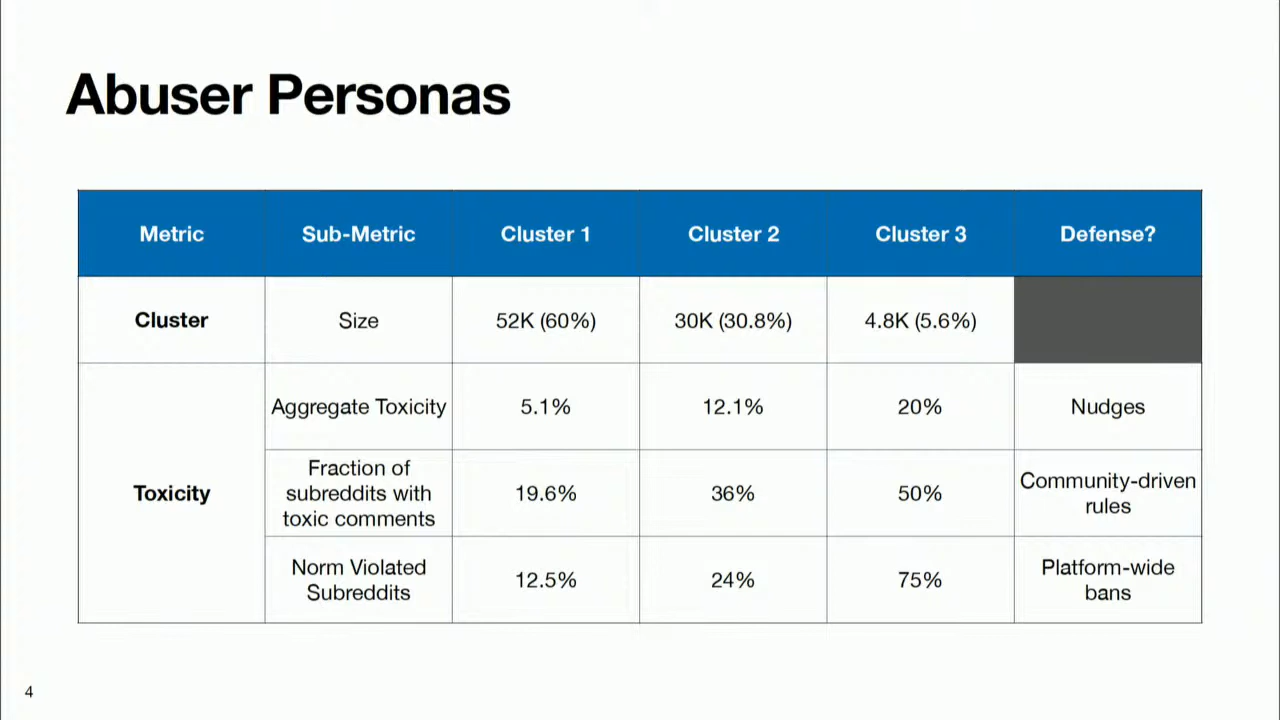 Abuser Personas
Metric
Sub-Metric
Cluster 1
Cluster 2
Cluster 3
Defense?
Cluster
Size
52K (60%)
30K (30.8%)
4.8K (5.6%)
Toxicity
Aggregate Toxicity
5.1%
12.1%
20%
Nudges
Fraction of
subreddits with
toxic comments
19.6%
36%
50%
Community-driven
rules
Norm Violated
Subreddits
12.5%
24%
75%
Platform-wide
bans
4